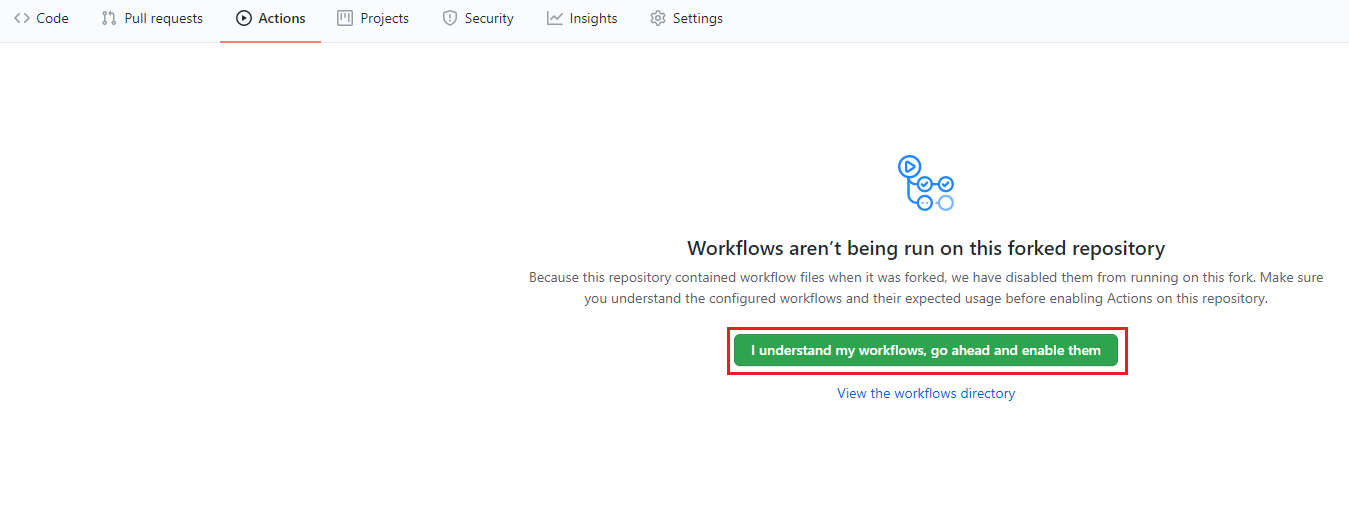 Code Pull requests Actions Projects Security Insights Settings
Workflows aren’t being run on this forked repository
Because this repository contained workflow files when it was forked, we have disabled them from running on this fork. Make sure
you understand the configured workflows and their expected usage before enabling Actions on this repository.
I understand my workflows, go ahead and enable them
View the workflows directory